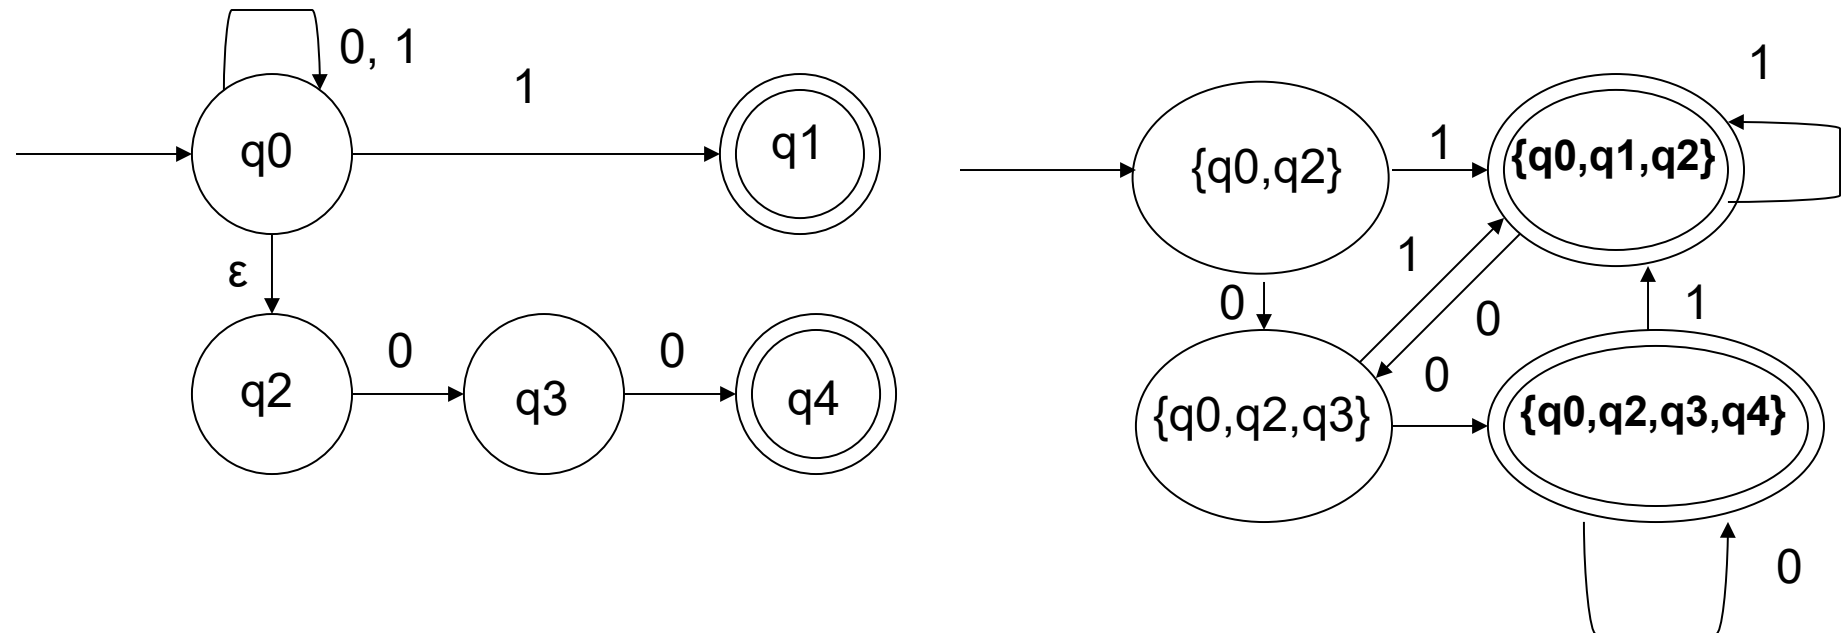 0, 1
1
q0
q1
ε
0
0
q2
q3
q4
1
1
{q0,q2}
{q0,q1,q2}
1
0
0
1
0
{q0,q2,q3}
{q0,q2,q3,q4}
0